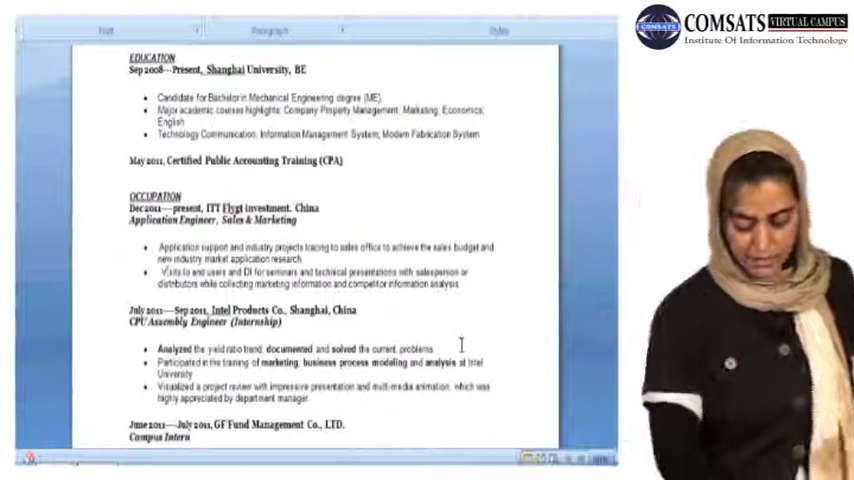 COMSATS VIRTUAL CAMPUS
Institute Of Information Technology
Font Paragraph Styles
EDUCATION
Sep 2008---Present, Shanghai University, BE
Candidate for Bachelor in Mechanical Engineering degree (ME)
Major academic courses highlights: Company Property Management; Marketing; Economics;
English
Technology Communication; Information Management System; Modern Fabrication System
May 2011, Certified Public Accounting Training (CPA)
OCCUPATION
Dec 2011---present, ITT Flygt Investment. China
Application Engineer, Sales & Marketing
Application support and industry projects tracing to sales office to achieve the sales budget and
new industry market application research.
Visits to end users and DI for seminars and technical presentations with salesperson or
distributors while collecting marketing information and competitor information analysis
July 2011---Sep 2011, Intel Products Co., Shanghai, China
CPU Assembly Engineer (Internship)
Analyzed the yield ratio trend, documented and solved the current problems.
Participated in the training of marketing, business process modeling and analysis at Intel
University
Visualized a project review with impressive presentation and multi-media animation, which was
highly appreciated by department manager.
June 2011---July 2011, GF Fund Management Co., LTD.
Campus Intern